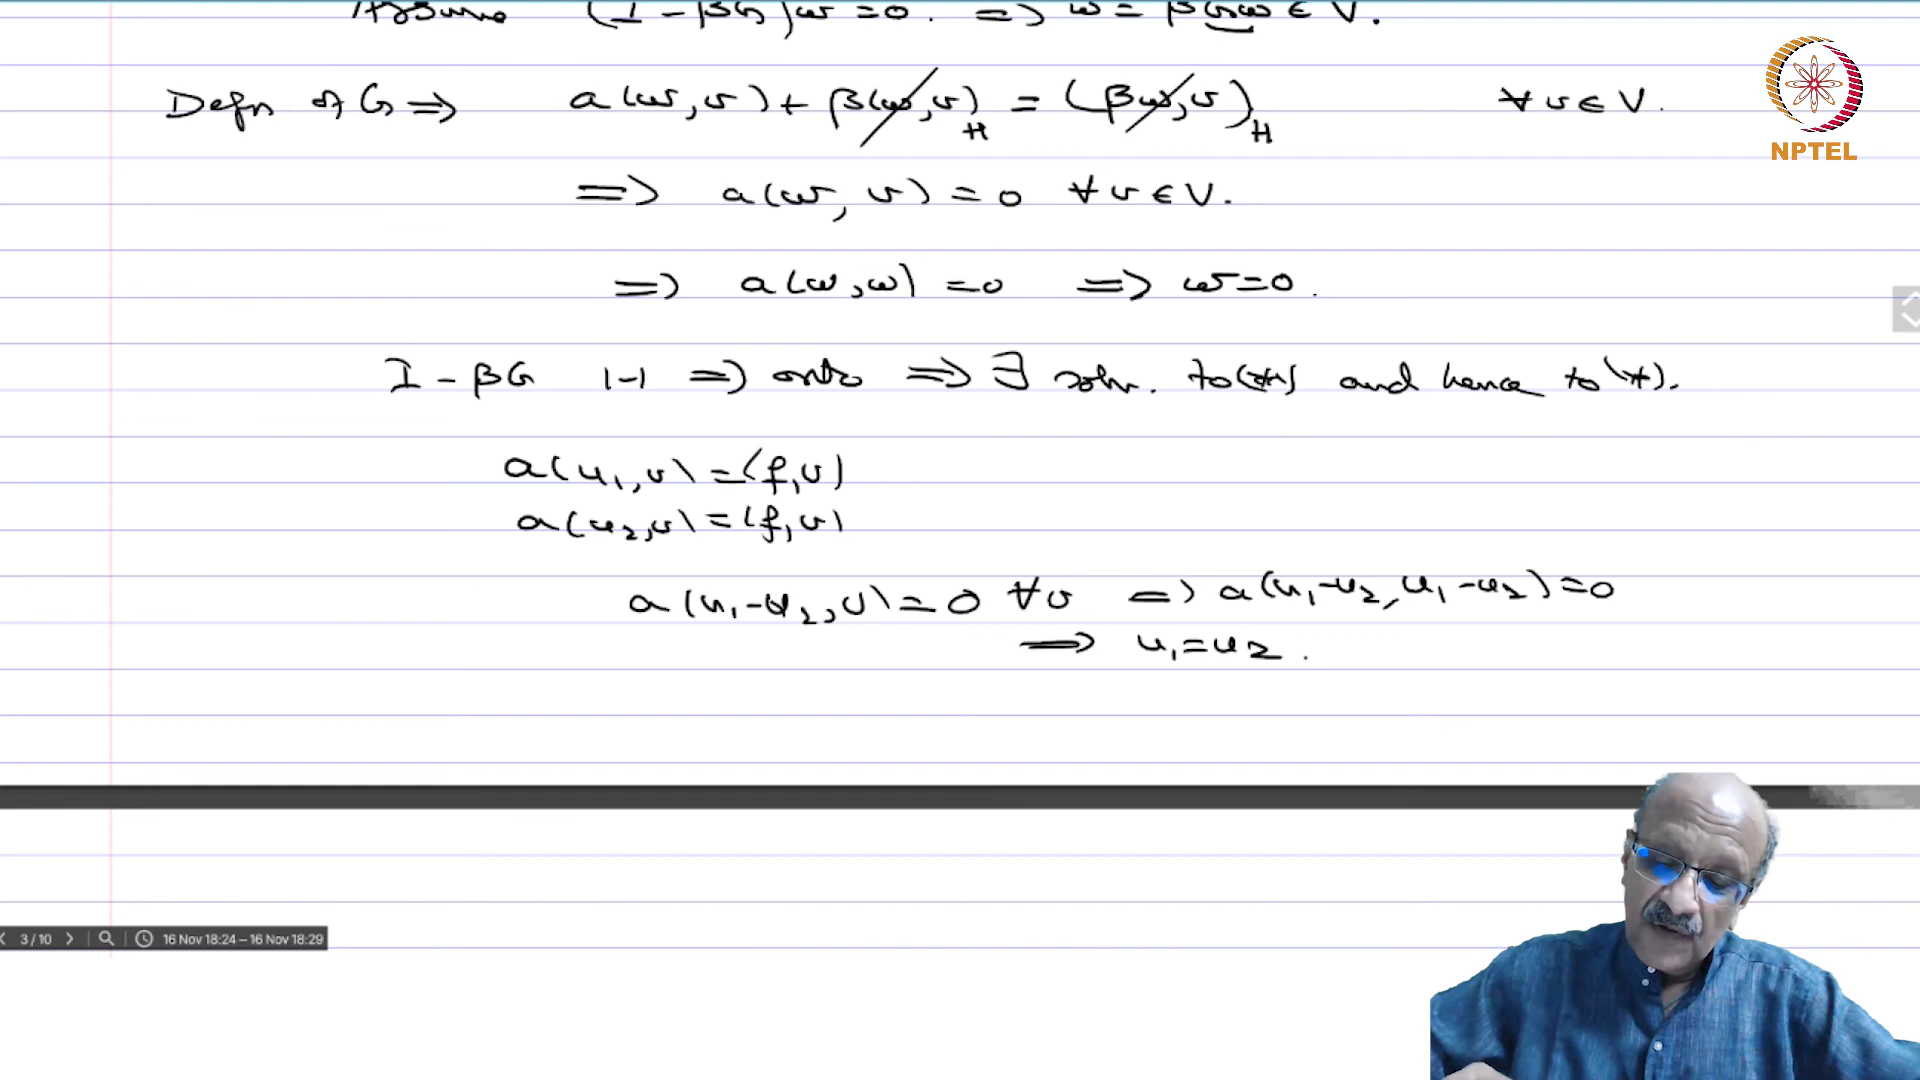 Assume (I - βG)w = 0. ⇒ w = βGw ∈ V.
NPTEL
Defn of G ⇒ a(w, v) + β(w, v)_H = (βw, v)_H ∀ v ∈ V.
⇒ a(w, v) = 0 ∀ v ∈ V.
⇒ a(w, w) = 0 ⇒ w = 0.
I - βG 1-1 ⇒ onto ⇒ ∃ soln. to (**) and hence to (*).
a(u₁, v) = (f, v)
a(u₂, v) = (f, v)
a(u₁-u₂, v) = 0 ∀ v ⇒ a(u₁-u₂, u₁-u₂) = 0
⇒ u₁ = u₂.
3 / 10
16 Nov 18:24 – 16 Nov 18:29